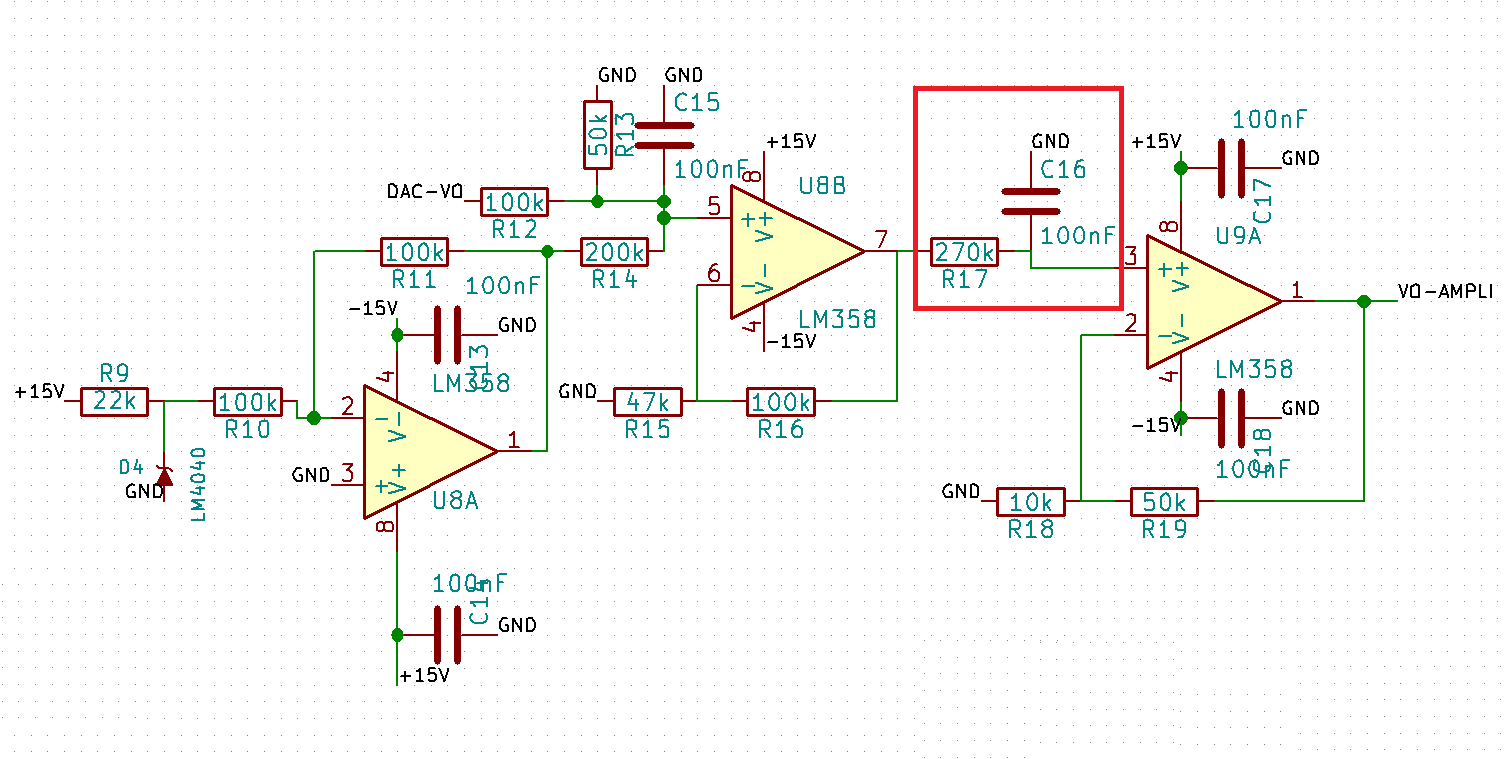 GND
GND
C15
50k
R13
100nF
+15V
8
U8B
DAC-VO
100k
R12
5
+
V+
6
-
V-
7
4
LM358
-15V
100k
R11
200k
R14
100nF
-15V
GND
C13
LM358
4
+15V
R9
22k
100k
R10
2
-
V-
1
GND
3
+
V+
U8A
8
D4
GND
LM4040
100nF
GND
+15V
GND
47k
R15
100k
R16
GND
C16
100nF
270k
R17
100nF
+15V
GND
C17
8
U9A
3
+
V+
2
-
V-
1
VO-AMPLI
4
LM358
GND
-15V
C18
100nF
GND
10k
R18
50k
R19